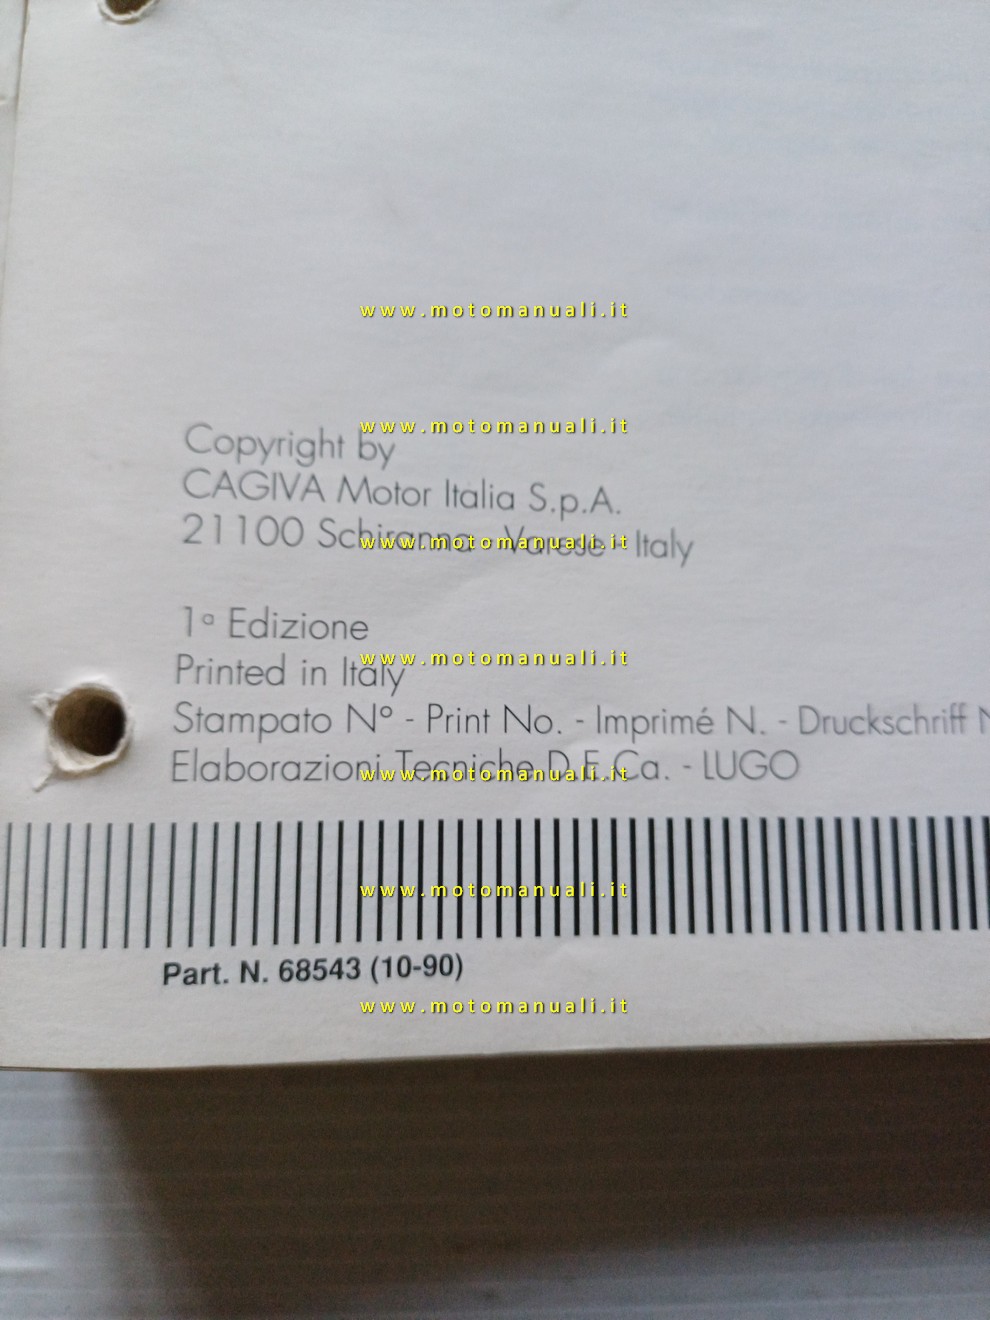 www.motomanuali.it
www.motomanuali.it
Copyright by
CAGIVA Motor Italia S.p.A.
21100 Schiranna - Varese - Italy
www.motomanuali.it
1ª Edizione
www.motomanuali.it
Printed in Italy
Stampato N° - Print No. - Imprimé N. - Druckschriff N
Elaborazioni Tecniche D.E.Ca. - LUGO
www.motomanuali.it
www.motomanuali.it
Part. N. 68543 (10-90)
www.motomanuali.it